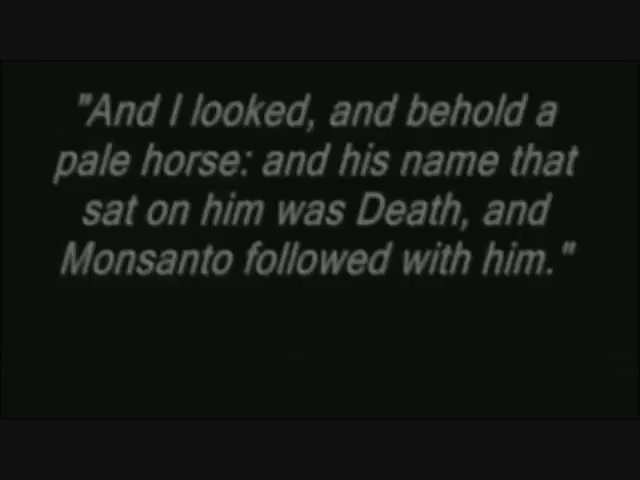 "And I looked, and behold a
pale horse: and his name that
sat on him was Death, and
Monsanto followed with him."